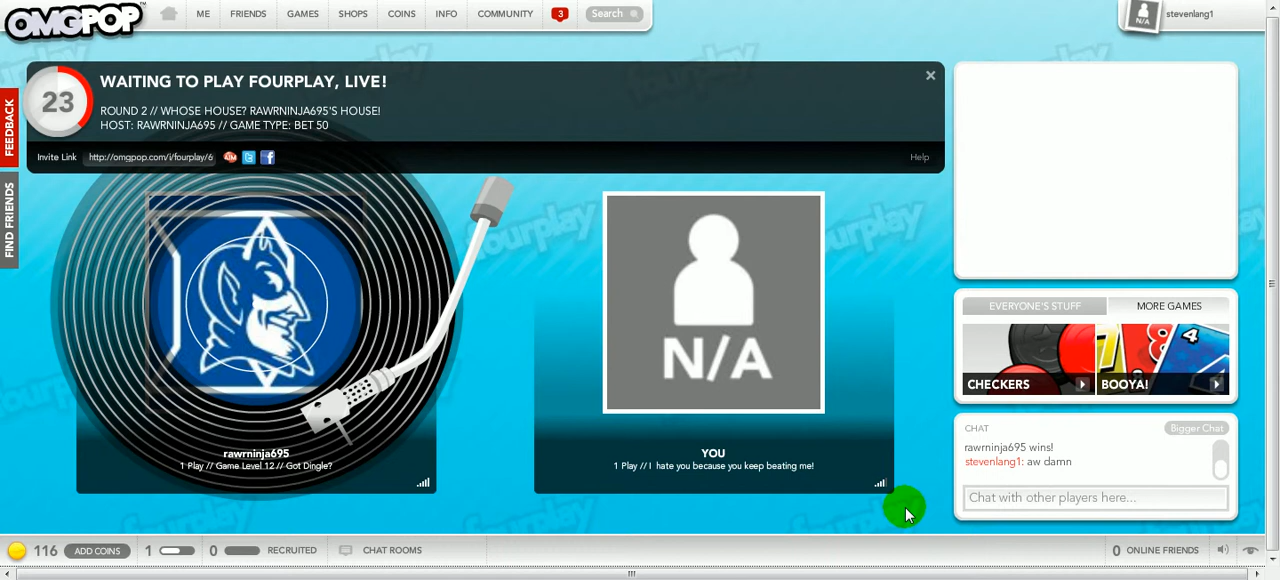 OMGPOP
ME
FRIENDS
GAMES
SHOPS
COINS
INFO
COMMUNITY
3
Search
N/A
stevenlang1
FEEDBACK
FIND FRIENDS
23
WAITING TO PLAY FOURPLAY, LIVE!
ROUND 2 // WHOSE HOUSE? RAWRNINJA695'S HOUSE!
HOST: RAWRNINJA695 // GAME TYPE: BET 50
Invite Link
http://omgpop.com/i/fourplay/6
AIM
Help
fourplay
fourplay
N/A
rawrninja695
1 Play // Game Level 12 // Got Dingle?
YOU
1 Play // I hate you because you keep beating me!
EVERYONE'S STUFF
MORE GAMES
4
CHECKERS
BOOYA!
CHAT
Bigger Chat
rawrninja695 wins!
stevenlang1: aw damn
Chat with other players here...
116
ADD COINS
1
0
RECRUITED
CHAT ROOMS
0
ONLINE FRIENDS